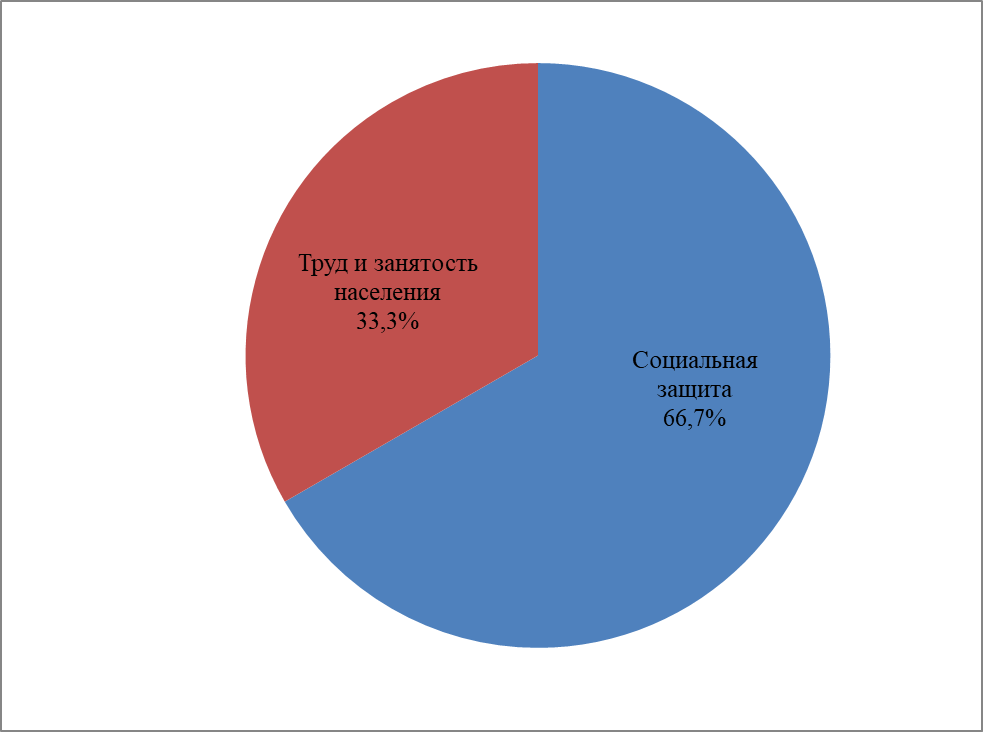 Труд и занятость
населения
33,3%
Социальная
защита
66,7%